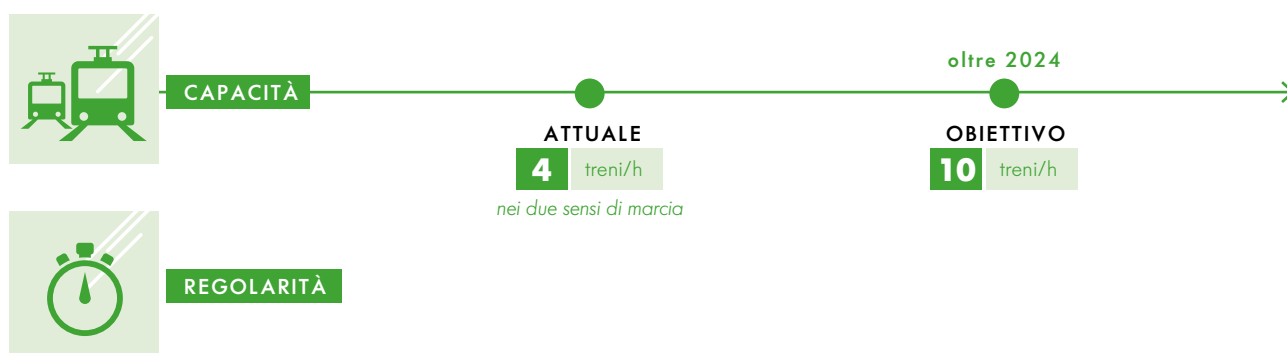 oltre 2024
CAPACITÀ
ATTUALE
OBIETTIVO
4 treni/h
10 treni/h
nei due sensi di marcia
REGOLARITÀ